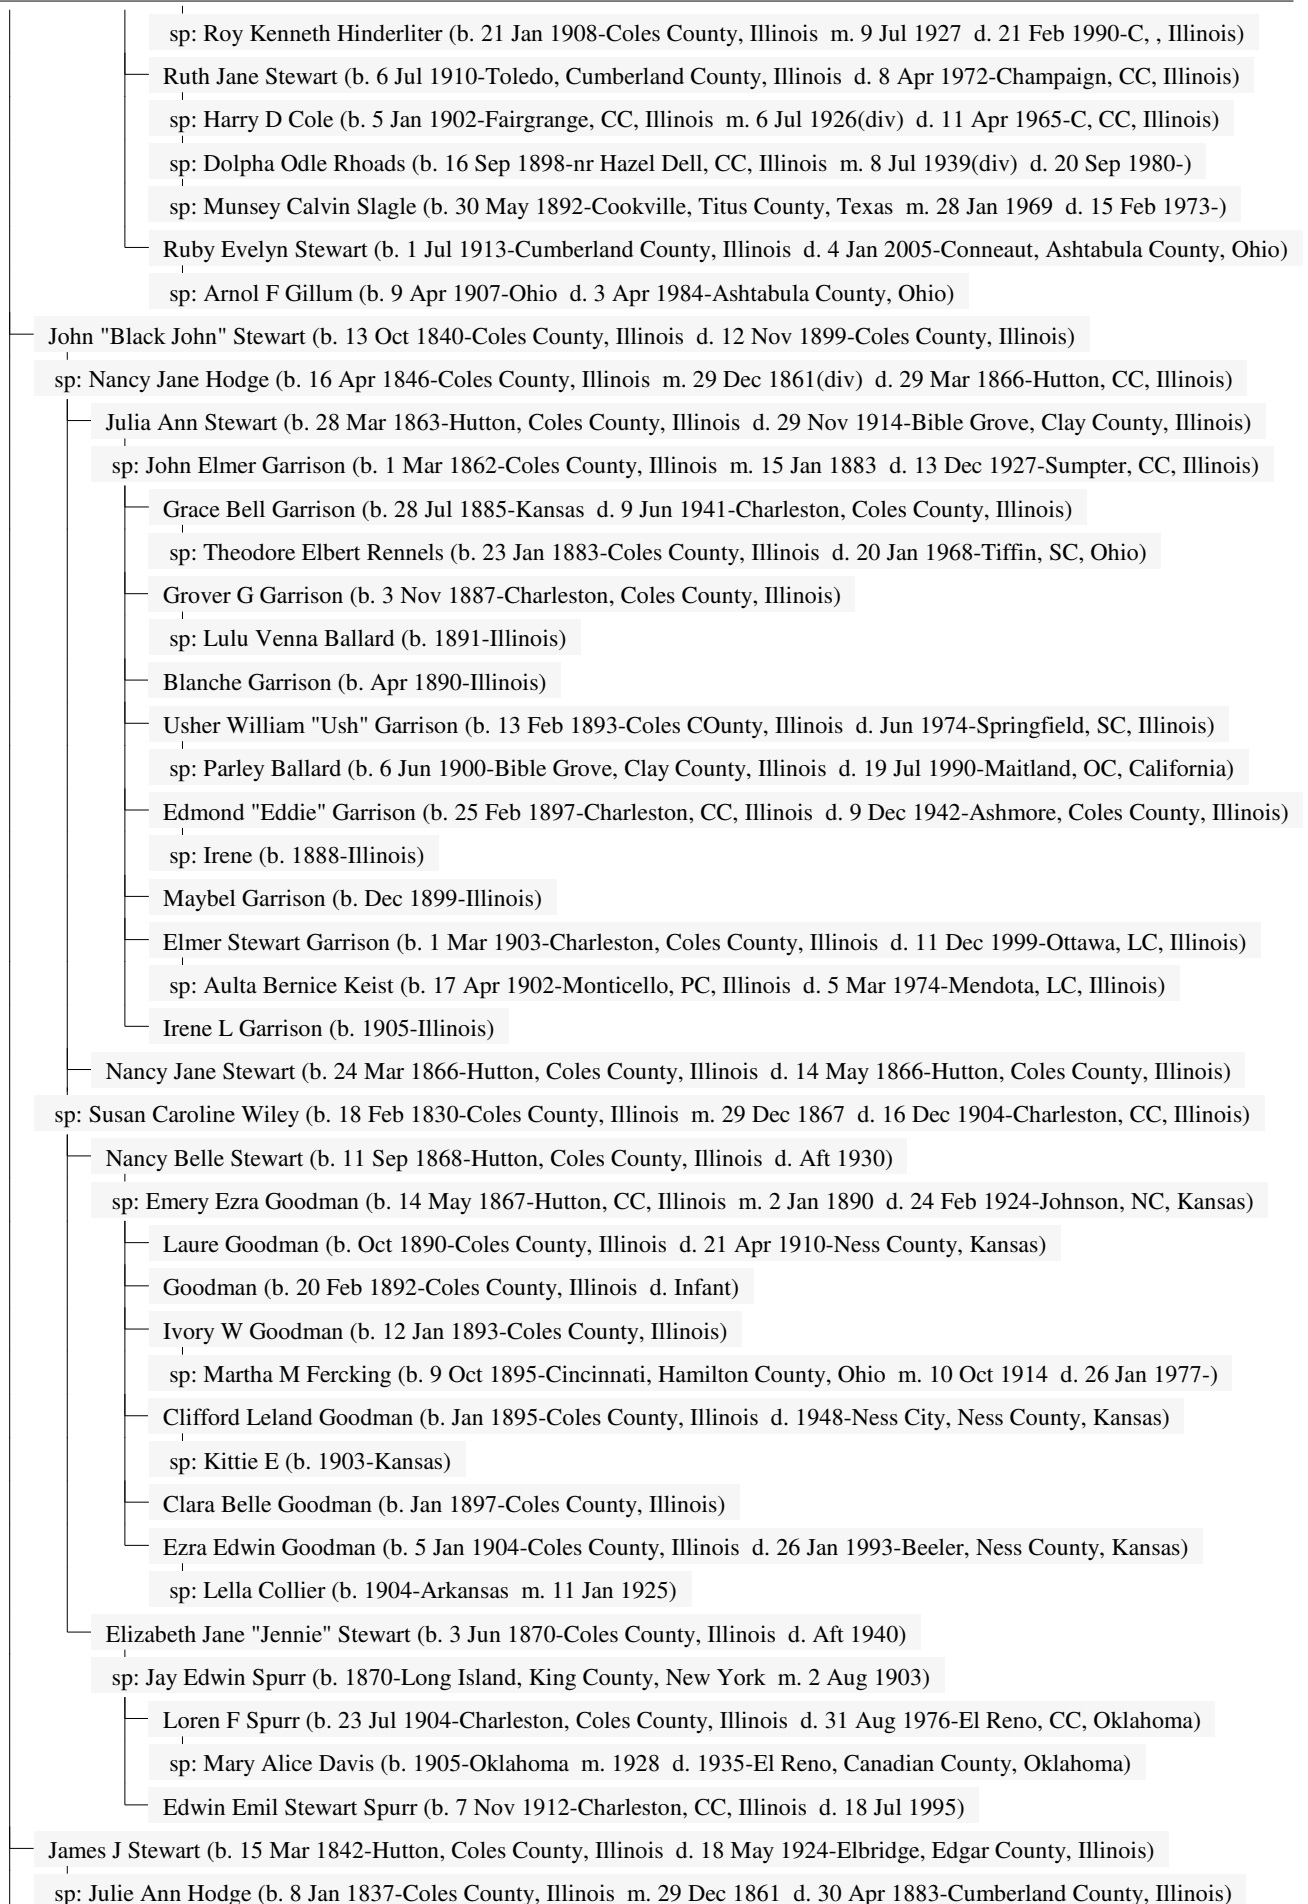 sp: Roy Kenneth Hinderliter (b. 21 Jan 1908-Coles County, Illinois m. 9 Jul 1927 d. 21 Feb 1990-C, , Illinois)
Ruth Jane Stewart (b. 6 Jul 1910-Toledo, Cumberland County, Illinois d. 8 Apr 1972-Champaign, CC, Illinois)
sp: Harry D Cole (b. 5 Jan 1902-Fairgrange, CC, Illinois m. 6 Jul 1926(div) d. 11 Apr 1965-C, CC, Illinois)
sp: Dolpha Odle Rhoads (b. 16 Sep 1898-nr Hazel Dell, CC, Illinois m. 8 Jul 1939(div) d. 20 Sep 1980-)
sp: Munsey Calvin Slagle (b. 30 May 1892-Cookville, Titus County, Texas m. 28 Jan 1969 d. 15 Feb 1973-)
Ruby Evelyn Stewart (b. 1 Jul 1913-Cumberland County, Illinois d. 4 Jan 2005-Conneaut, Ashtabula County, Ohio)
sp: Arnol F Gillum (b. 9 Apr 1907-Ohio d. 3 Apr 1984-Ashtabula County, Ohio)
John "Black John" Stewart (b. 13 Oct 1840-Coles County, Illinois d. 12 Nov 1899-Coles County, Illinois)
sp: Nancy Jane Hodge (b. 16 Apr 1846-Coles County, Illinois m. 29 Dec 1861(div) d. 29 Mar 1866-Hutton, CC, Illinois)
Julia Ann Stewart (b. 28 Mar 1863-Hutton, Coles County, Illinois d. 29 Nov 1914-Bible Grove, Clay County, Illinois)
sp: John Elmer Garrison (b. 1 Mar 1862-Coles County, Illinois m. 15 Jan 1883 d. 13 Dec 1927-Sumpter, CC, Illinois)
Grace Bell Garrison (b. 28 Jul 1885-Kansas d. 9 Jun 1941-Charleston, Coles County, Illinois)
sp: Theodore Elbert Rennels (b. 23 Jan 1883-Coles County, Illinois d. 20 Jan 1968-Tiffin, SC, Ohio)
Grover G Garrison (b. 3 Nov 1887-Charleston, Coles County, Illinois)
sp: Lulu Venna Ballard (b. 1891-Illinois)
Blanche Garrison (b. Apr 1890-Illinois)
Usher William "Ush" Garrison (b. 13 Feb 1893-Coles COunty, Illinois d. Jun 1974-Springfield, SC, Illinois)
sp: Parley Ballard (b. 6 Jun 1900-Bible Grove, Clay County, Illinois d. 19 Jul 1990-Maitland, OC, California)
Edmond "Eddie" Garrison (b. 25 Feb 1897-Charleston, CC, Illinois d. 9 Dec 1942-Ashmore, Coles County, Illinois)
sp: Irene (b. 1888-Illinois)
Maybel Garrison (b. Dec 1899-Illinois)
Elmer Stewart Garrison (b. 1 Mar 1903-Charleston, Coles County, Illinois d. 11 Dec 1999-Ottawa, LC, Illinois)
sp: Aulta Bernice Keist (b. 17 Apr 1902-Monticello, PC, Illinois d. 5 Mar 1974-Mendota, LC, Illinois)
Irene L Garrison (b. 1905-Illinois)
Nancy Jane Stewart (b. 24 Mar 1866-Hutton, Coles County, Illinois d. 14 May 1866-Hutton, Coles County, Illinois)
sp: Susan Caroline Wiley (b. 18 Feb 1830-Coles County, Illinois m. 29 Dec 1867 d. 16 Dec 1904-Charleston, CC, Illinois)
Nancy Belle Stewart (b. 11 Sep 1868-Hutton, Coles County, Illinois d. Aft 1930)
sp: Emery Ezra Goodman (b. 14 May 1867-Hutton, CC, Illinois m. 2 Jan 1890 d. 24 Feb 1924-Johnson, NC, Kansas)
Laure Goodman (b. Oct 1890-Coles County, Illinois d. 21 Apr 1910-Ness County, Kansas)
Goodman (b. 20 Feb 1892-Coles County, Illinois d. Infant)
Ivory W Goodman (b. 12 Jan 1893-Coles County, Illinois)
sp: Martha M Fercking (b. 9 Oct 1895-Cincinnati, Hamilton County, Ohio m. 10 Oct 1914 d. 26 Jan 1977-)
Clifford Leland Goodman (b. Jan 1895-Coles County, Illinois d. 1948-Ness City, Ness County, Kansas)
sp: Kittie E (b. 1903-Kansas)
Clara Belle Goodman (b. Jan 1897-Coles County, Illinois)
Ezra Edwin Goodman (b. 5 Jan 1904-Coles County, Illinois d. 26 Jan 1993-Beeler, Ness County, Kansas)
sp: Lella Collier (b. 1904-Arkansas m. 11 Jan 1925)
Elizabeth Jane "Jennie" Stewart (b. 3 Jun 1870-Coles County, Illinois d. Aft 1940)
sp: Jay Edwin Spurr (b. 1870-Long Island, King County, New York m. 2 Aug 1903)
Loren F Spurr (b. 23 Jul 1904-Charleston, Coles County, Illinois d. 31 Aug 1976-El Reno, CC, Oklahoma)
sp: Mary Alice Davis (b. 1905-Oklahoma m. 1928 d. 1935-El Reno, Canadian County, Oklahoma)
Edwin Emil Stewart Spurr (b. 7 Nov 1912-Charleston, CC, Illinois d. 18 Jul 1995)
James J Stewart (b. 15 Mar 1842-Hutton, Coles County, Illinois d. 18 May 1924-Elbridge, Edgar County, Illinois)
sp: Julie Ann Hodge (b. 8 Jan 1837-Coles County, Illinois m. 29 Dec 1861 d. 30 Apr 1883-Cumberland County, Illinois)